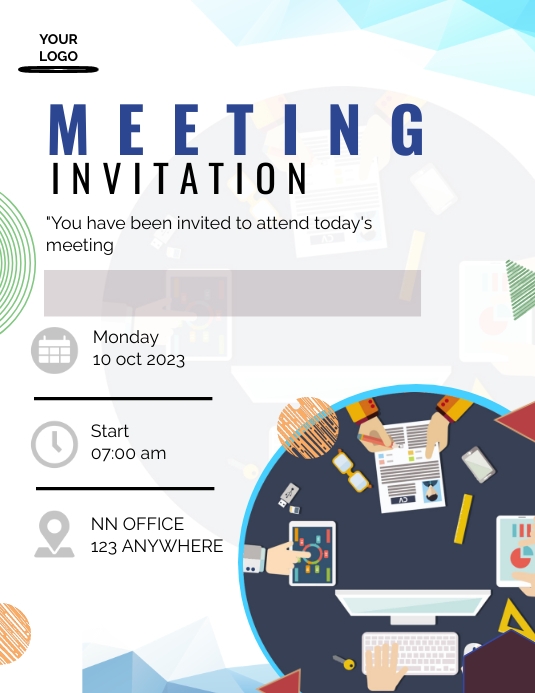 YOUR
LOGO
MEETING
INVITATION
"You have been invited to attend today's
meeting
Monday
10 oct 2023
Start
07:00 am
NN OFFICE
123 ANYWHERE